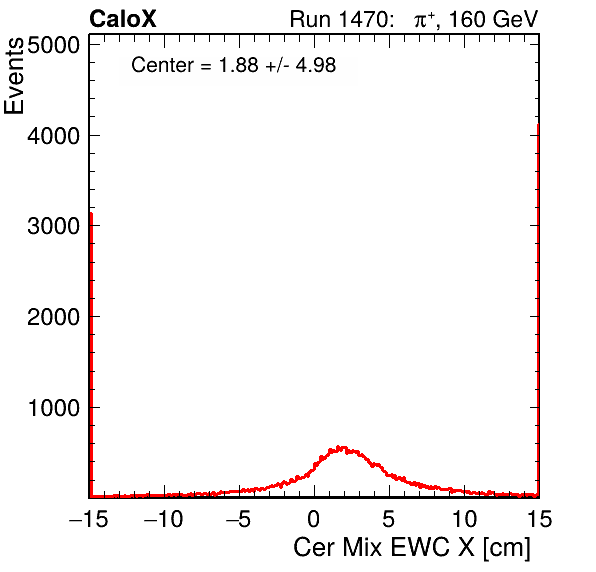 CaloX
Run 1470: π⁺, 160 GeV
Events
Center = 1.88 +/- 4.98
5000
4000
3000
2000
1000
−15 −10 −5 0 5 10 15
Cer Mix EWC X [cm]